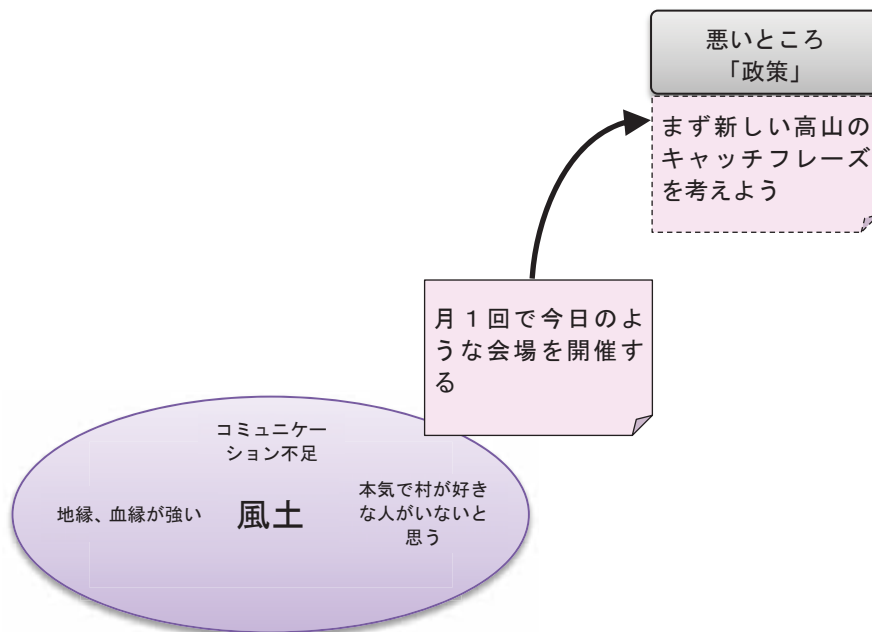 悪いところ
「政策」
まず新しい高山の
キャッチフレーズ
を考えよう
月１回で今日のよ
うな会場を開催す
る
コミュニケー
ション不足
地縁、血縁が強い
風土
本気で村が好き
な人がいないと
思う